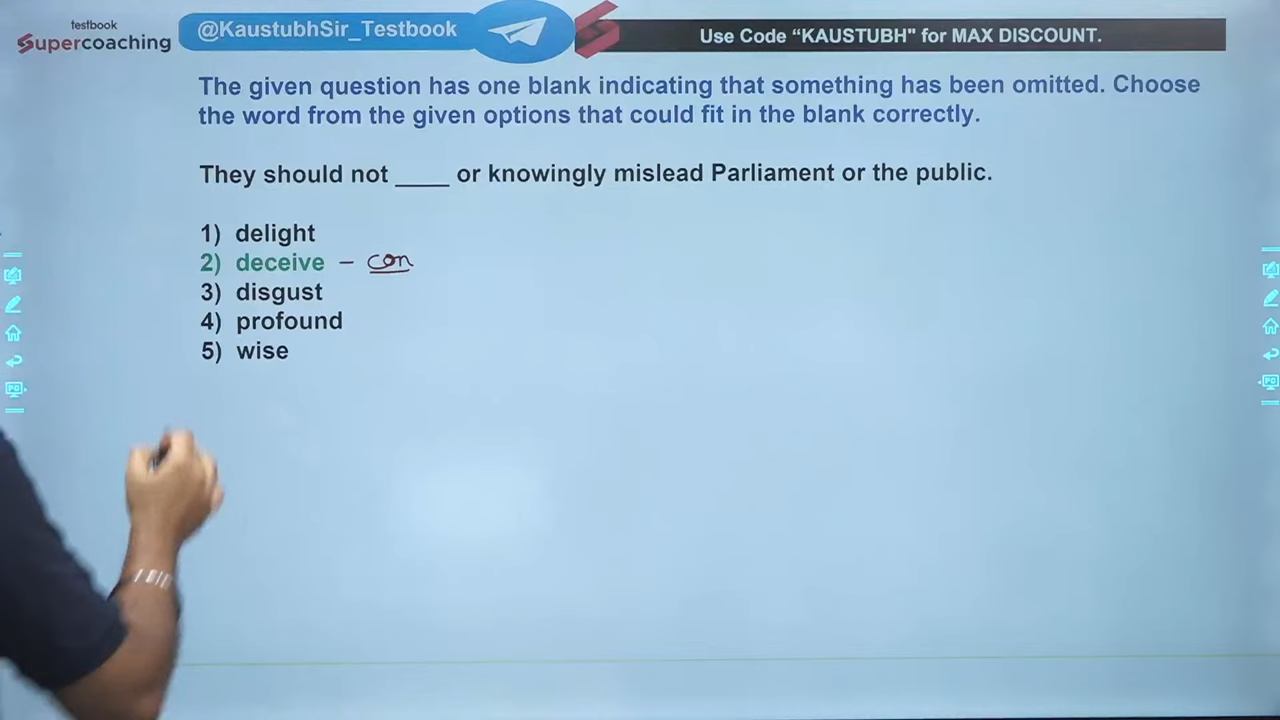 testbook
Supercoaching
@KaustubhSir_Testbook
Use Code “KAUSTUBH" for MAX DISCOUNT.
The given question has one blank indicating that something has been omitted. Choose
the word from the given options that could fit in the blank correctly.
They should not ____ or knowingly mislead Parliament or the public.
1) delight
2) deceive – con
3) disgust
4) profound
5) wise